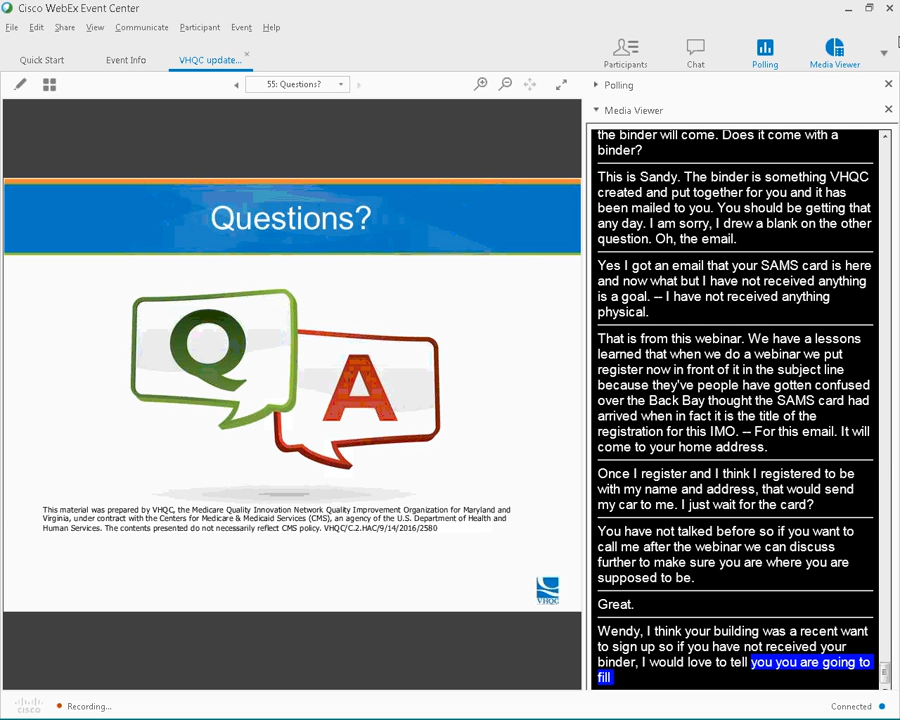 Cisco WebEx Event Center
File Edit Share View Communicate Participant Event Help
Quick Start Event Info VHQC update...
Participants Chat Polling Media Viewer
55: Questions?
Polling
Media Viewer
Questions?
Q
A
This material was prepared by VHQC, the Medicare Quality Innovation Network Quality Improvement Organization for Maryland and
Virginia, under contract with the Centers for Medicare & Medicaid Services (CMS), an agency of the U.S. Department of Health and
Human Services. The contents presented do not necessarily reflect CMS policy. VHQC/C.2.HAC/9/14/2016/2580
VHQC
the binder will come. Does it come with a
binder?
This is Sandy. The binder is something VHQC
created and put together for you and it has
been mailed to you. You should be getting that
any day. I am sorry, I drew a blank on the other
question. Oh, the email.
Yes I got an email that your SAMS card is here
and now what but I have not received anything
is a goal. -- I have not received anything
physical.
That is from this webinar. We have a lessons
learned that when we do a webinar we put
register now in front of it in the subject line
because they've people have gotten confused
over the Back Bay thought the SAMS card had
arrived when in fact it is the title of the
registration for this IMO. -- For this email. It will
come to your home address.
Once I register and I think I registered to be
with my name and address, that would send
my car to me. I just wait for the card?
You have not talked before so if you want to
call me after the webinar we can discuss
further to make sure you are where you are
supposed to be.
Great.
Wendy, I think your building was a recent want
to sign up so if you have not received your
binder, I would love to tell you you are going to
fill
cisco
Recording...
Connected